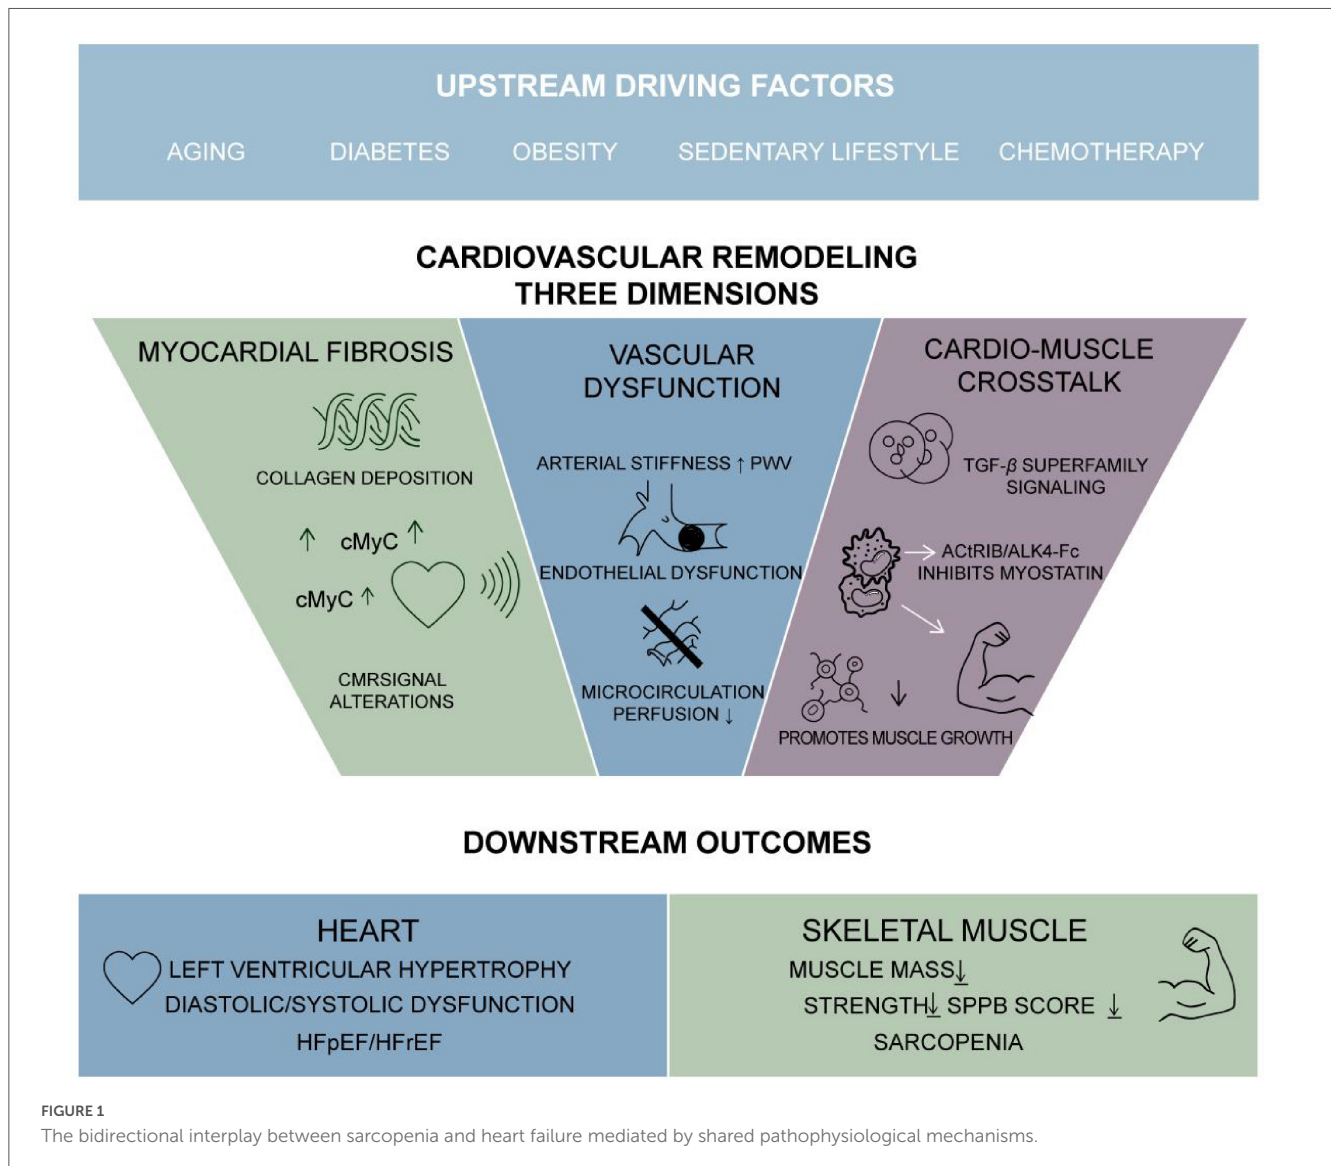 UPSTREAM DRIVING FACTORS
AGING DIABETES OBESITY SEDENTARY LIFESTYLE CHEMOTHERAPY
CARDIOVASCULAR REMODELING
THREE DIMENSIONS
MYOCARDIAL FIBROSIS
COLLAGEN DEPOSITION
↑ cMyC ↑
cMyC ↑
CMRSIGNAL
ALTERATIONS
VASCULAR
DYSFUNCTION
ARTERIAL STIFFNESS ↑ PWV
ENDOTHELIAL DYSFUNCTION
MICROCIRCULATION
PERFUSION ↓
CARDIO-MUSCLE
CROSSTALK
TGF-β SUPERFAMILY
SIGNALING
ACtRIB/ALK4-Fc
INHIBITS MYOSTATIN
PROMOTES MUSCLE GROWTH
DOWNSTREAM OUTCOMES
HEART
LEFT VENTRICULAR HYPERTROPHY
DIASTOLIC/SYSTOLIC DYSFUNCTION
HFpEF/HFrEF
SKELETAL MUSCLE
MUSCLE MASS↓
STRENGTH↓ SPPB SCORE ↓
SARCOPENIA
FIGURE 1
The bidirectional interplay between sarcopenia and heart failure mediated by shared pathophysiological mechanisms.